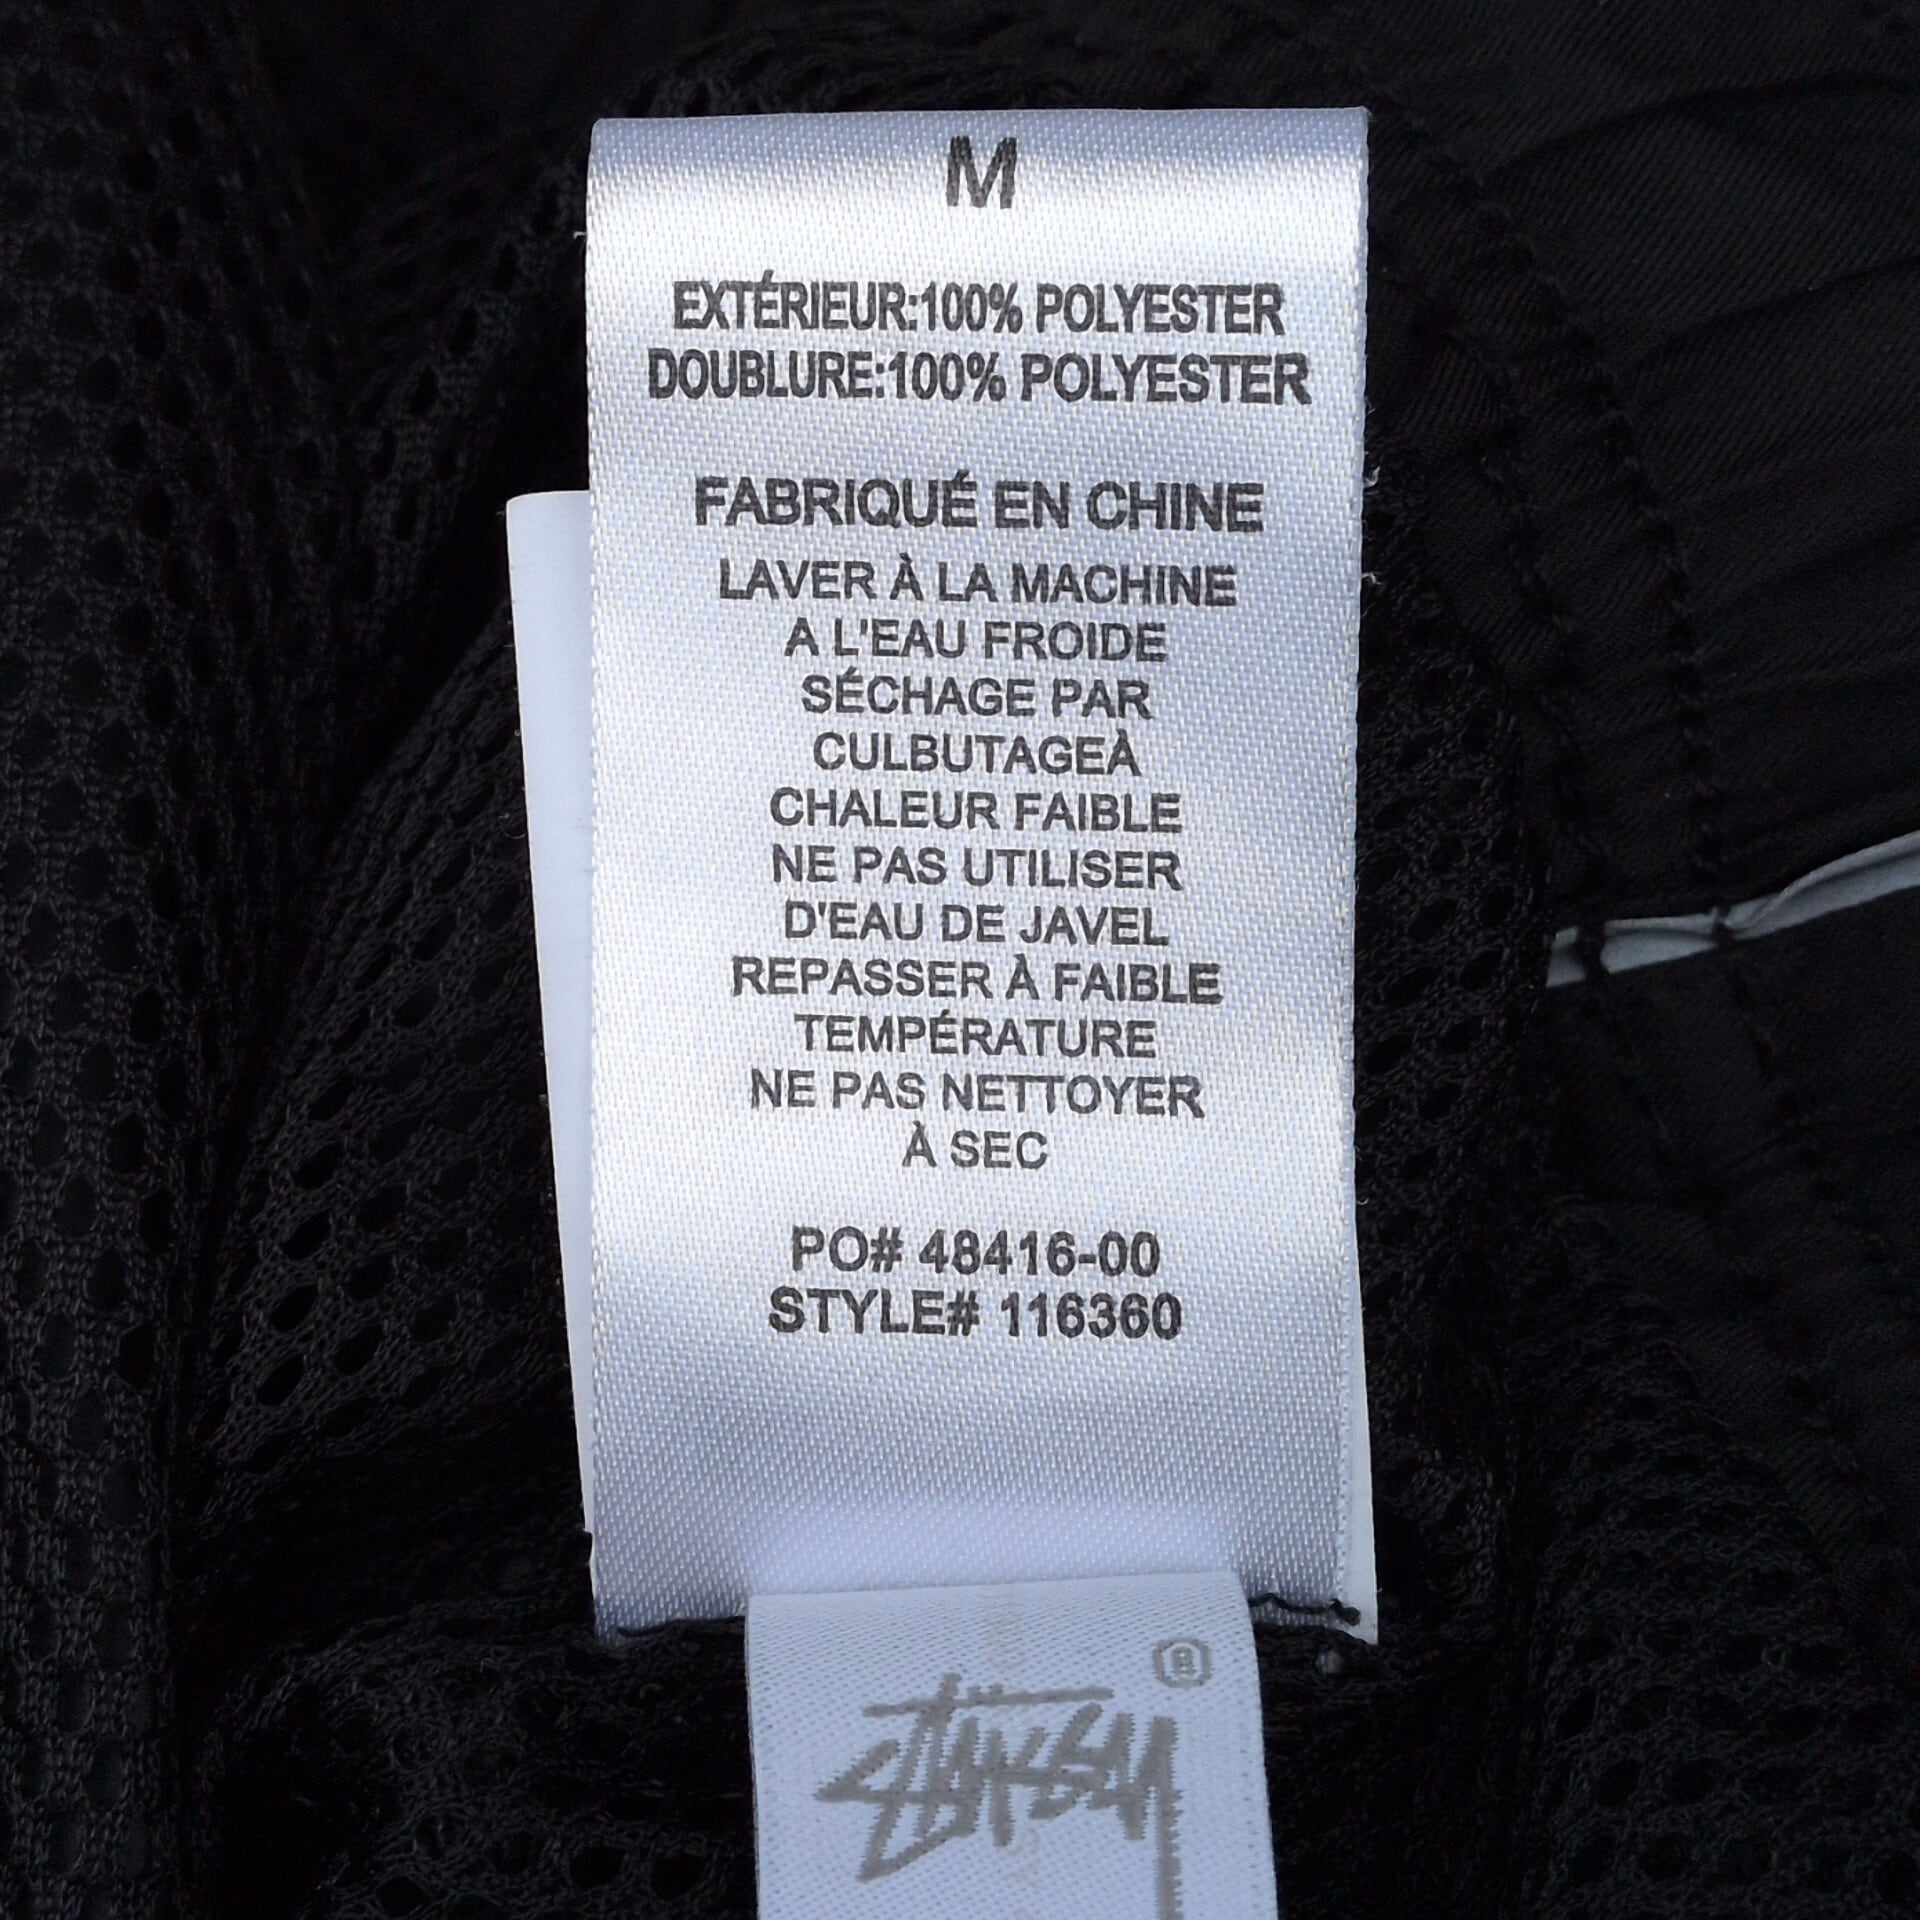 M
EXTÉRIEUR:100% POLYESTER
DOUBLURE:100% POLYESTER
FABRIQUÉ EN CHINE
LAVER À LA MACHINE
A L'EAU FROIDE
SÉCHAGE PAR
CULBUTAGEÀ
CHALEUR FAIBLE
NE PAS UTILISER
D'EAU DE JAVEL
REPASSER À FAIBLE
TEMPÉRATURE
NE PAS NETTOYER
À SEC
PO# 48416-00
STYLE# 116360
®
Stüssy